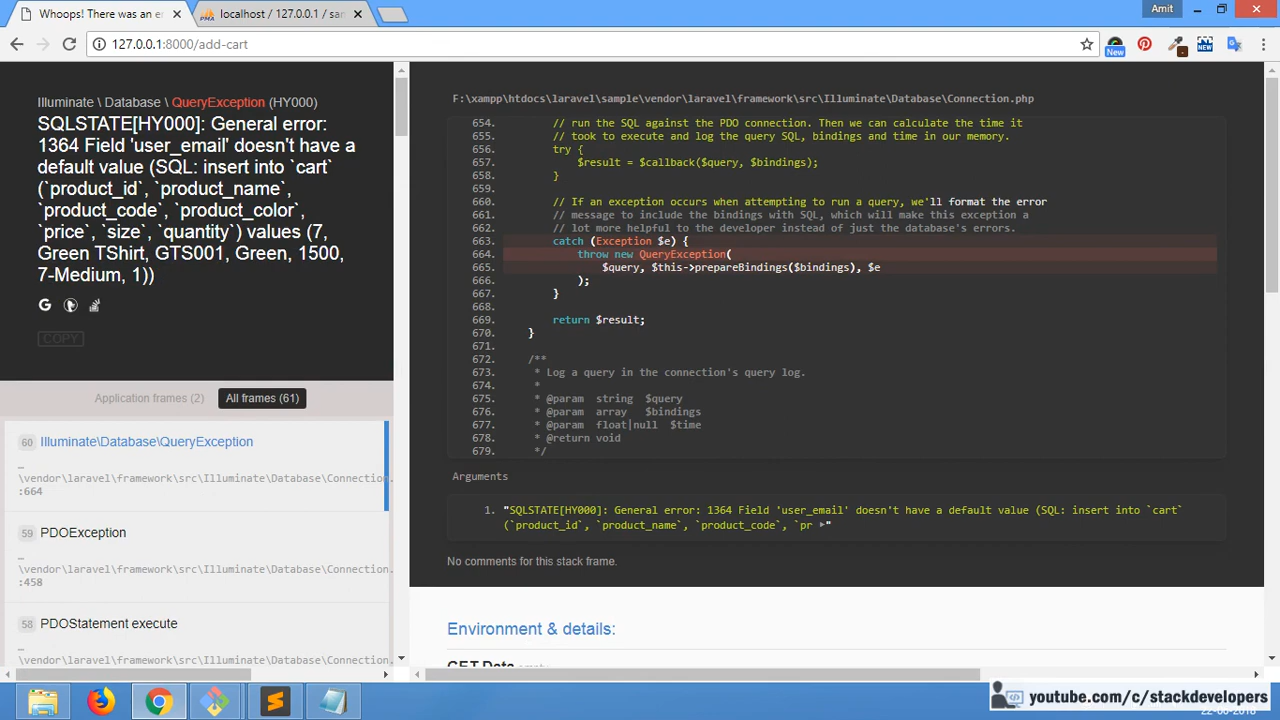 Whoops! There was an er
localhost / 127.0.0.1 / sam
Amit
127.0.0.1:8000/add-cart
New
NEW
Illuminate \ Database \ QueryException (HY000)
SQLSTATE[HY000]: General error:
1364 Field 'user_email' doesn't have a
default value (SQL: insert into `cart`
(`product_id`, `product_name`,
`product_code`, `product_color`,
`price`, `size`, `quantity`) values (7,
Green TShirt, GTS001, Green, 1500,
7-Medium, 1))
COPY
Application frames (2)
All frames (61)
60 Illuminate\Database\QueryException
…
\vendor\laravel\framework\src\Illuminate\Database\Connection.
:664
59 PDOException
…
\vendor\laravel\framework\src\Illuminate\Database\Connection.
:458
58 PDOStatement execute
…
\vendor\laravel\framework\src\Illuminate\Database\Connection.
F:\xampp\htdocs\laravel\sample\vendor\laravel\framework\src\Illuminate\Database\Connection.php
654. // run the SQL against the PDO connection. Then we can calculate the time it
655. // took to execute and log the query SQL, bindings and time in our memory.
656. try {
657. $result = $callback($query, $bindings);
658. }
659.
660. // If an exception occurs when attempting to run a query, we'll format the error
661. // message to include the bindings with SQL, which will make this exception a
662. // lot more helpful to the developer instead of just the database's errors.
663. catch (Exception $e) {
664. throw new QueryException(
665. $query, $this->prepareBindings($bindings), $e
666. );
667. }
668.
669. return $result;
670. }
671.
672. /**
673. * Log a query in the connection's query log.
674. *
675. * @param string $query
676. * @param array $bindings
677. * @param float|null $time
678. * @return void
679. */
Arguments
1. "SQLSTATE[HY000]: General error: 1364 Field 'user_email' doesn't have a default value (SQL: insert into `cart`
(`product_id`, `product_name`, `product_code`, `pr ▸"
No comments for this stack frame.
Environment & details:
GET Data empty
youtube.com/c/stackdevelopers